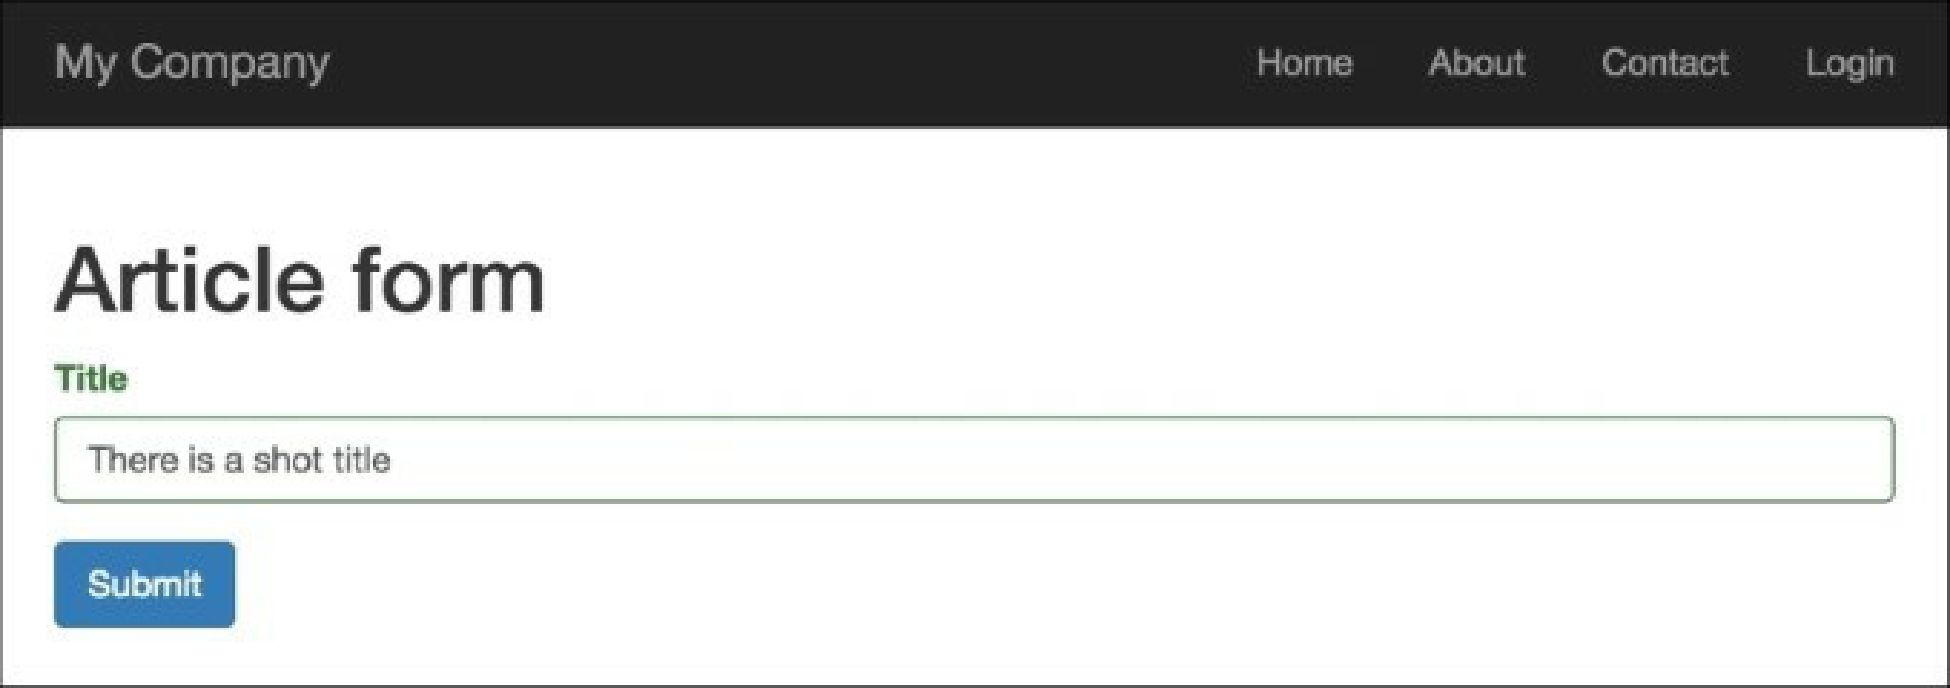 My Company Home About Contact Login
Article form
Title
There is a shot title
Submit